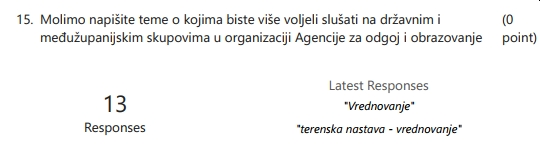 15. Molimo napišite teme o kojima biste više voljeli slušati na državnim i (0
međužupanijskim skupovima u organizaciji Agencije za odgoj i obrazovanje point)
13
Responses
Latest Responses
"Vrednovanje"
"terenska nastava - vrednovanje"